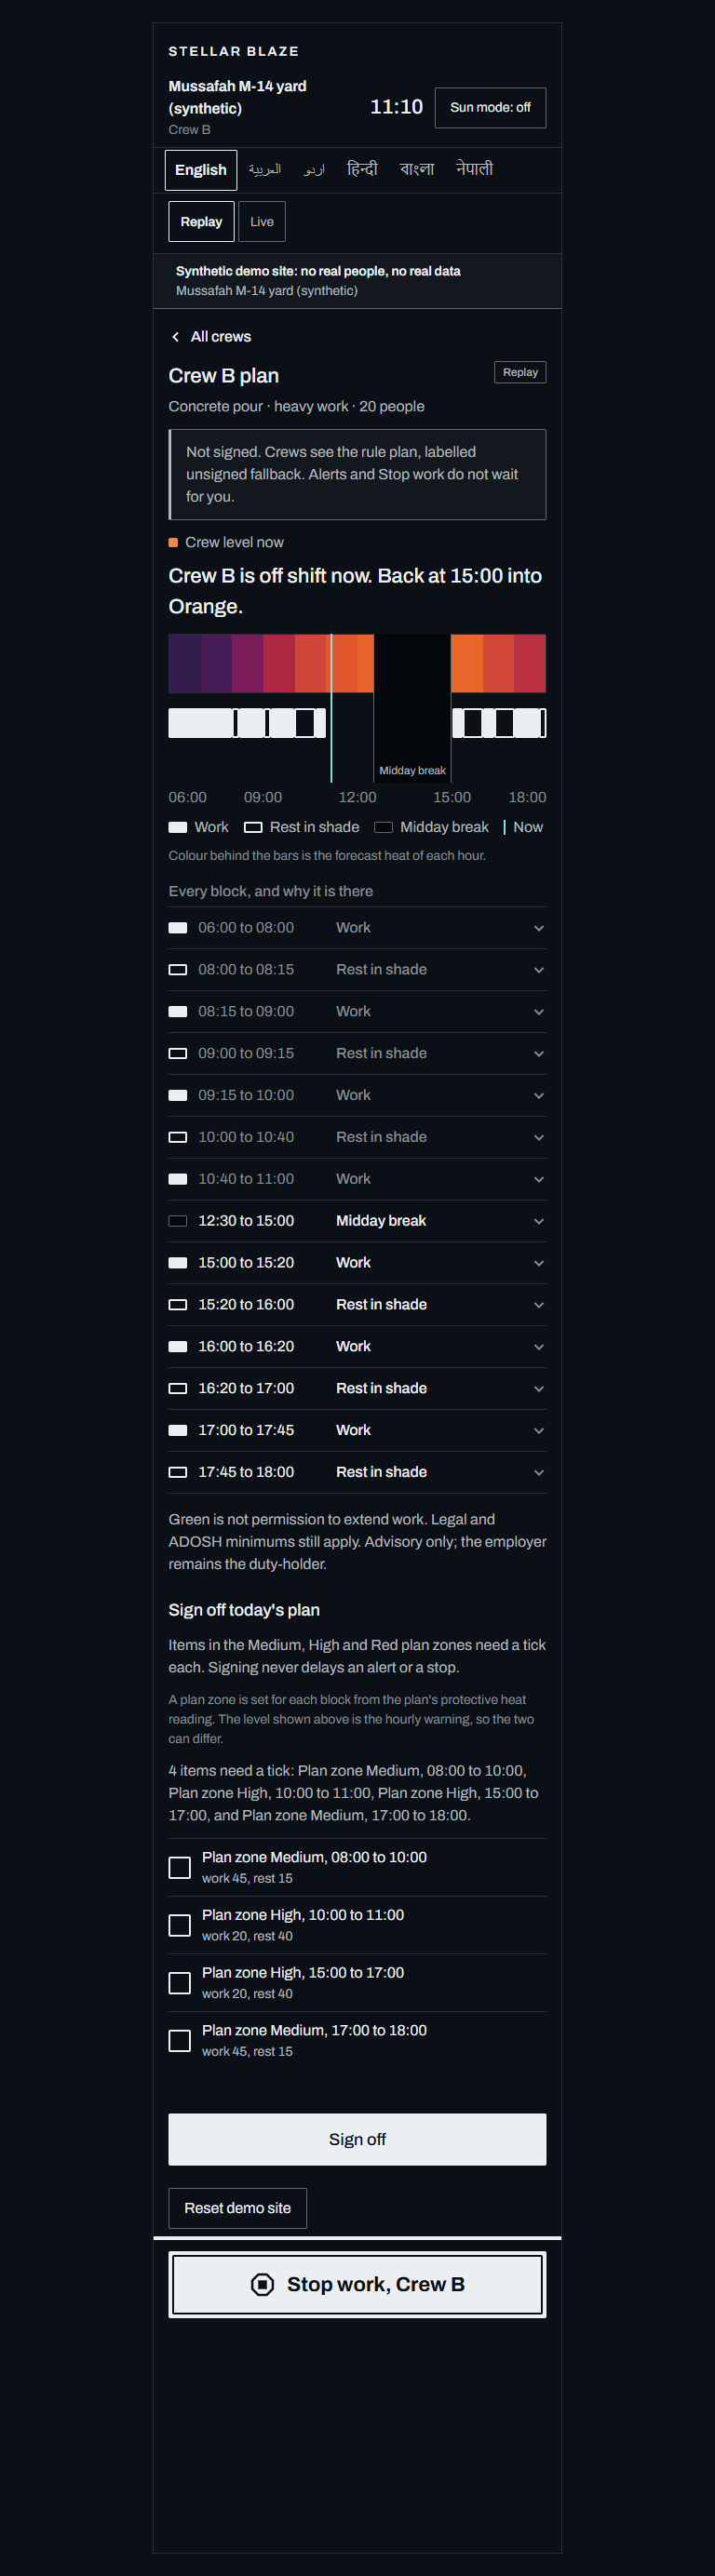 STELLAR BLAZE
Mussafah M-14 yard
(synthetic)
Crew B
11:10
Sun mode: off
English
العربية
اردو
हिन्दी
বাংলা
नेपाली
Replay
Live
Synthetic demo site: no real people, no real data
Mussafah M-14 yard (synthetic)
All crews
Crew B plan
Replay
Concrete pour · heavy work · 20 people
Not signed. Crews see the rule plan, labelled
unsigned fallback. Alerts and Stop work do not wait
for you.
Crew level now
Crew B is off shift now. Back at 15:00 into
Orange.
Midday break
06:00 09:00 12:00 15:00 18:00
Work Rest in shade Midday break Now
Colour behind the bars is the forecast heat of each hour.
Every block, and why it is there
06:00 to 08:00 Work
08:00 to 08:15 Rest in shade
08:15 to 09:00 Work
09:00 to 09:15 Rest in shade
09:15 to 10:00 Work
10:00 to 10:40 Rest in shade
10:40 to 11:00 Work
12:30 to 15:00 Midday break
15:00 to 15:20 Work
15:20 to 16:00 Rest in shade
16:00 to 16:20 Work
16:20 to 17:00 Rest in shade
17:00 to 17:45 Work
17:45 to 18:00 Rest in shade
Green is not permission to extend work. Legal and
ADOSH minimums still apply. Advisory only; the employer
remains the duty-holder.
Sign off today's plan
Items in the Medium, High and Red plan zones need a tick
each. Signing never delays an alert or a stop.
A plan zone is set for each block from the plan's protective heat
reading. The level shown above is the hourly warning, so the two
can differ.
4 items need a tick: Plan zone Medium, 08:00 to 10:00,
Plan zone High, 10:00 to 11:00, Plan zone High, 15:00 to
17:00, and Plan zone Medium, 17:00 to 18:00.
Plan zone Medium, 08:00 to 10:00
work 45, rest 15
Plan zone High, 10:00 to 11:00
work 20, rest 40
Plan zone High, 15:00 to 17:00
work 20, rest 40
Plan zone Medium, 17:00 to 18:00
work 45, rest 15
Sign off
Reset demo site
Stop work, Crew B